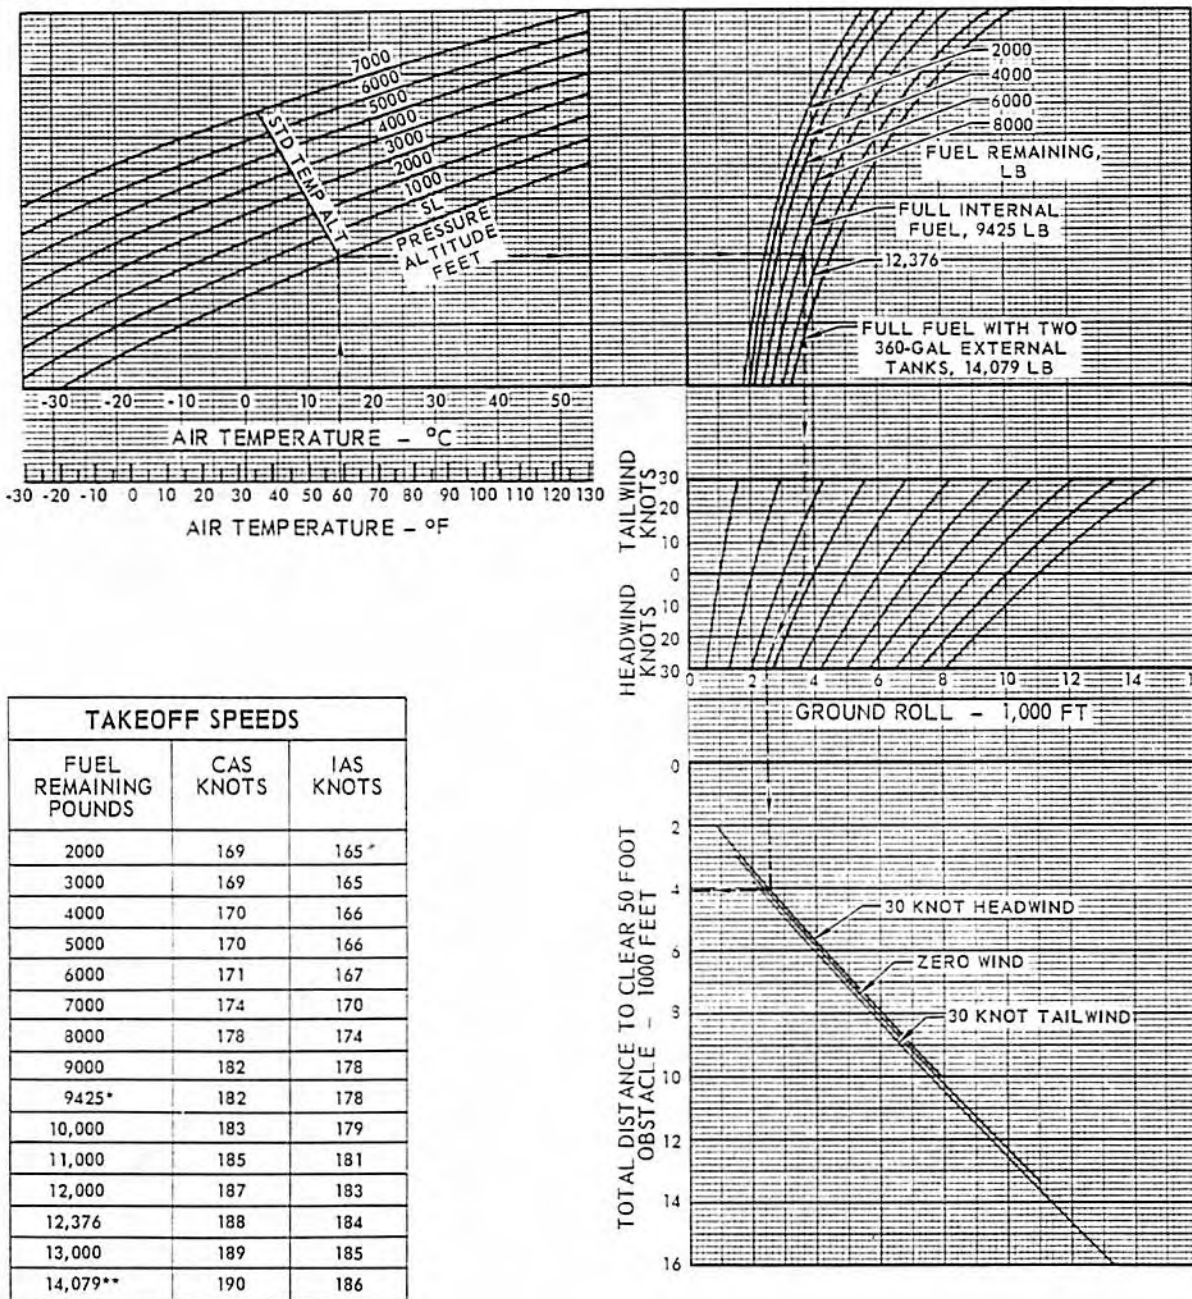 7000
6000
5000
4000
3000
2000
1000
SL
STD TEMP ALT
PRESSURE
ALTITUDE
FEET
-30 -20 -10 0 10 20 30 40 50
AIR TEMPERATURE - °C
-30 -20 -10 0 10 20 30 40 50 60 70 80 90 100 110 120 130
AIR TEMPERATURE - °F
2000
4000
6000
8000
FUEL REMAINING,
LB
FULL INTERNAL
FUEL, 9425 LB
12,376
FULL FUEL WITH TWO
360-GAL EXTERNAL
TANKS, 14,079 LB
TAILWIND
KNOTS
HEADWIND
KNOTS
30
20
10
0
10
20
30
0 2 4 6 8 10 12 14
GROUND ROLL - 1,000 FT
TOTAL DISTANCE TO CLEAR 50 FOOT
OBSTACLE - 1000 FEET
0
2
4
6
8
10
12
14
16
30 KNOT HEADWIND
ZERO WIND
30 KNOT TAILWIND
TAKEOFF SPEEDS
FUEL REMAINING POUNDS CAS KNOTS IAS KNOTS
2000 169 165
3000 169 165
4000 170 166
5000 170 166
6000 171 167
7000 174 170
8000 178 174
9000 182 178
9425* 182 178
10,000 183 179
11,000 185 181
12,000 187 183
12,376 188 184
13,000 189 185
14,079** 190 186